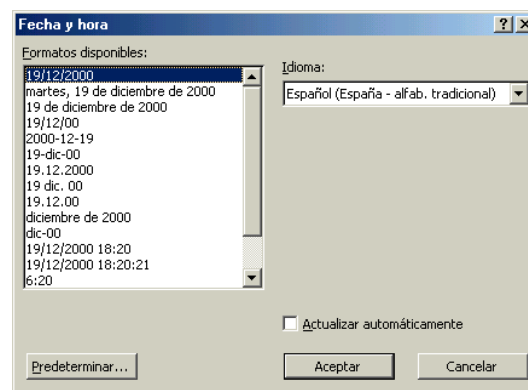 Fecha y hora
Formatos disponibles:
19/12/2000
martes, 19 de diciembre de 2000
19 de diciembre de 2000
19/12/00
2000-12-19
19-dic-00
19.12.2000
19 dic. 00
19.12.00
diciembre de 2000
dic-00
19/12/2000 18:20
19/12/2000 18:20:21
6:20
Idioma:
Español (España - alfab. tradicional)
Actualizar automáticamente
Predeterminar...
Aceptar
Cancelar